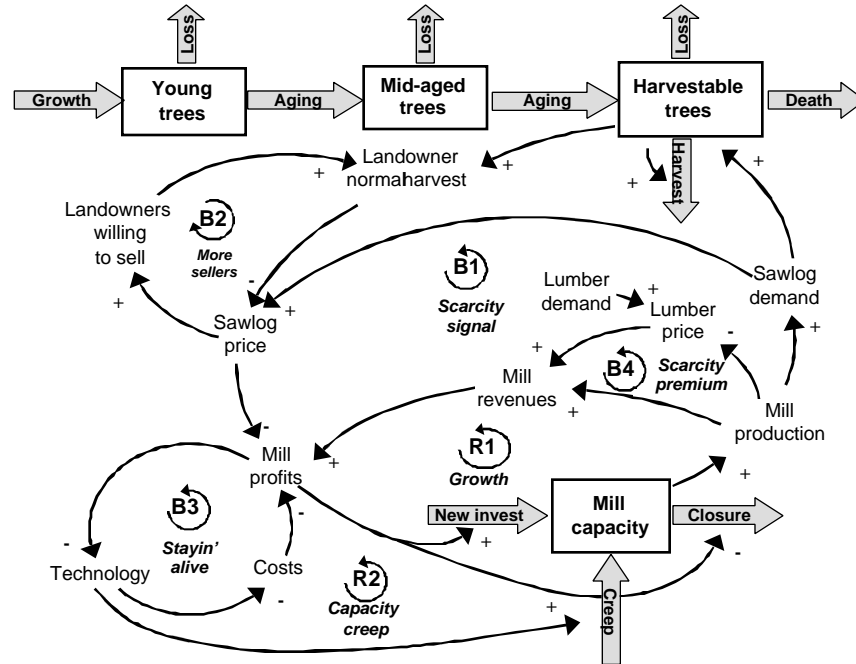 Loss
Loss
Loss
Growth
Young
trees
Aging
Mid-aged
trees
Aging
Harvestable
trees
Death
Landowner
normalharvest
+
+
+
Harvest
+
Landowners
willing
to sell
B2
More
sellers
B1
Scarcity
signal
Lumber
demand
+
Lumber
price
Sawlog
demand
+
-
+
Sawlog
price
-
+
+
B4
Scarcity
premium
Mill
revenues
+
Mill
production
R1
Growth
-
Mill
profits
+
+
B3
Stayin’
alive
-
New invest
+
Mill
capacity
Closure
-
-
Technology
Costs
-
R2
Capacity
creep
+
Creep